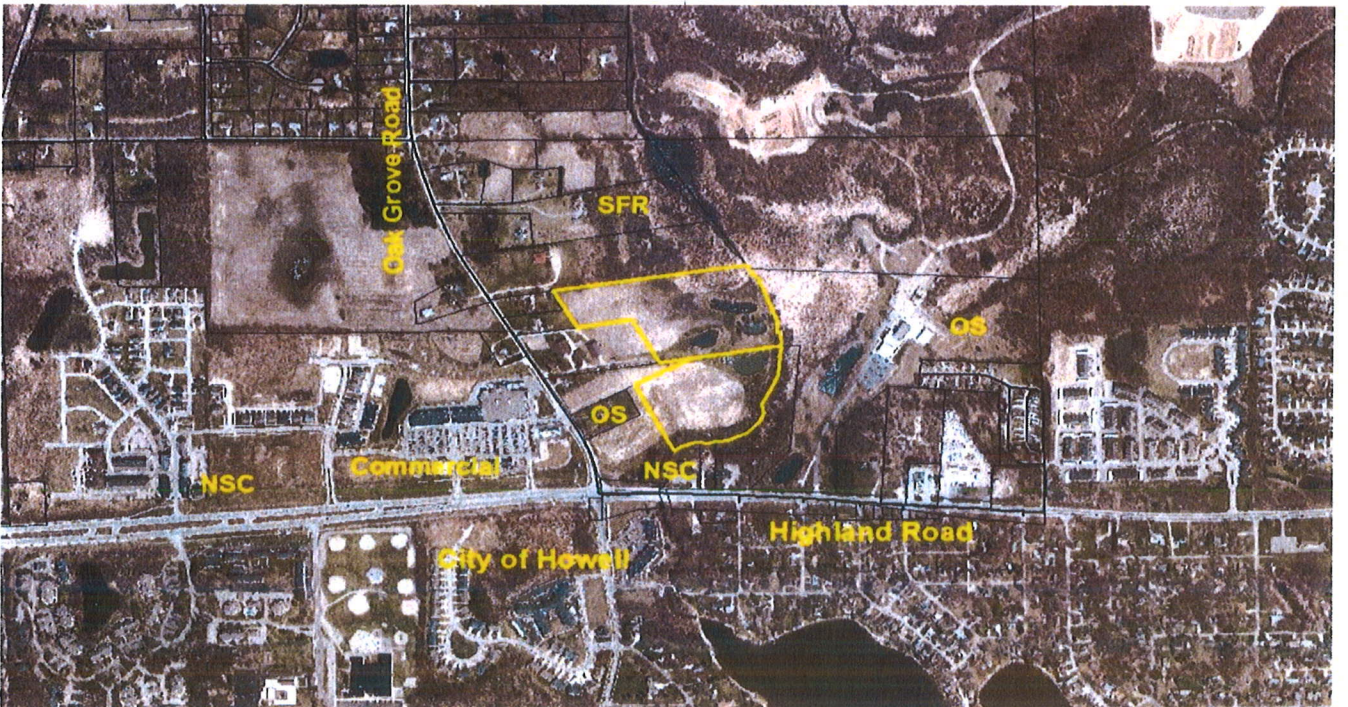 Oak Grove Road
SFR
OS
OS
Commercial
NSC
NSC
Highland Road
City of Howell